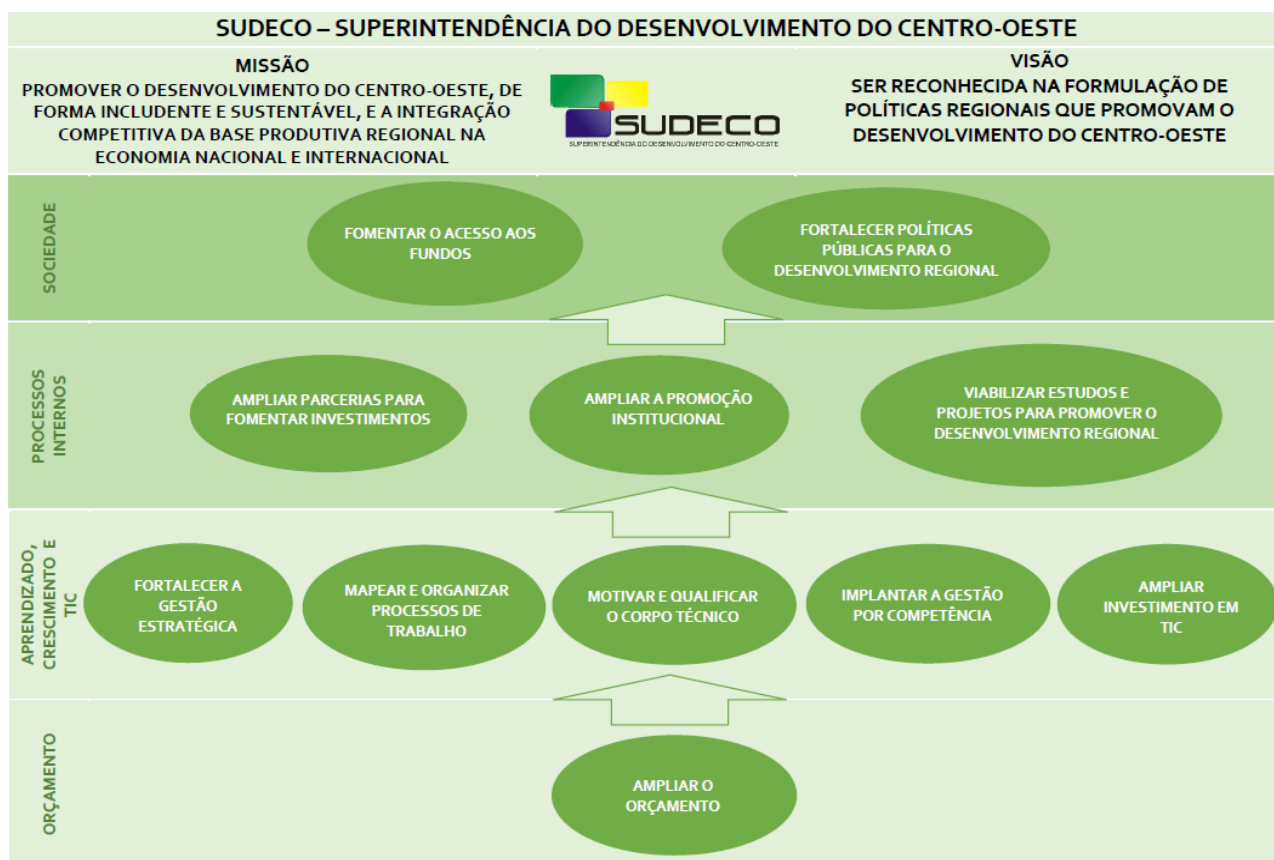 SUDECO – SUPERINTENDÊNCIA DO DESENVOLVIMENTO DO CENTRO-OESTE
MISSÃO
PROMOVER O DESENVOLVIMENTO DO CENTRO-OESTE, DE
FORMA INCLUDENTE E SUSTENTÁVEL, E A INTEGRAÇÃO
COMPETITIVA DA BASE PRODUTIVA REGIONAL NA
ECONOMIA NACIONAL E INTERNACIONAL
SUDECO
SUPERINTENDÊNCIA DO DESENVOLVIMENTO DO CENTRO-OESTE
VISÃO
SER RECONHECIDA NA FORMULAÇÃO DE
POLÍTICAS REGIONAIS QUE PROMOVAM O
DESENVOLVIMENTO DO CENTRO-OESTE
SOCIEDADE
FOMENTAR O ACESSO AOS
FUNDOS
FORTALECER POLÍTICAS
PÚBLICAS PARA O
DESENVOLVIMENTO REGIONAL
PROCESSOS
INTERNOS
AMPLIAR PARCERIAS PARA
FOMENTAR INVESTIMENTOS
AMPLIAR A PROMOÇÃO
INSTITUCIONAL
VIABILIZAR ESTUDOS E
PROJETOS PARA PROMOVER O
DESENVOLVIMENTO REGIONAL
APRENDIZADO,
CRESCIMENTO E
TIC
FORTALECER A
GESTÃO
ESTRATÉGICA
MAPEAR E ORGANIZAR
PROCESSOS DE
TRABALHO
MOTIVAR E QUALIFICAR
O CORPO TÉCNICO
IMPLANTAR A GESTÃO
POR COMPETÊNCIA
AMPLIAR
INVESTIMENTO EM
TIC
ORÇAMENTO
AMPLIAR O
ORÇAMENTO